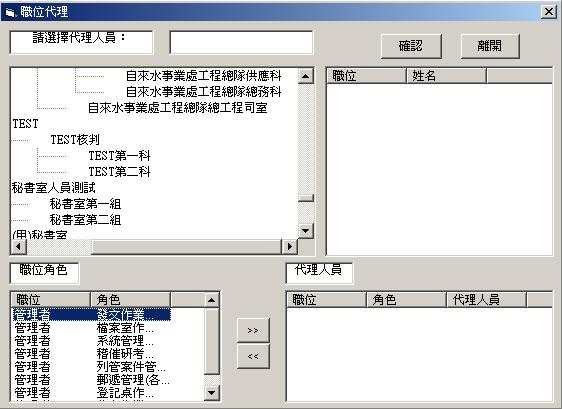 職位代理
請選擇代理人員：
確認
離開
自來水事業處工程總隊供應科
自來水事業處工程總隊總務科
自來水事業處工程總隊總工程司室
TEST
TEST核判
TEST第一科
TEST第二科
秘書室人員測試
秘書室第一組
秘書室第二組
(甲)秘書室
職位 姓名
職位角色
職位 角色
管理者 發文作業...
管理者 檔案室作...
管理者 系統管理...
管理者 稽催研考...
管理者 列管案件管...
管理者 郵遞管理(各...
管理者 登記桌作...
>>
<<
代理人員
職位 角色 代理人員